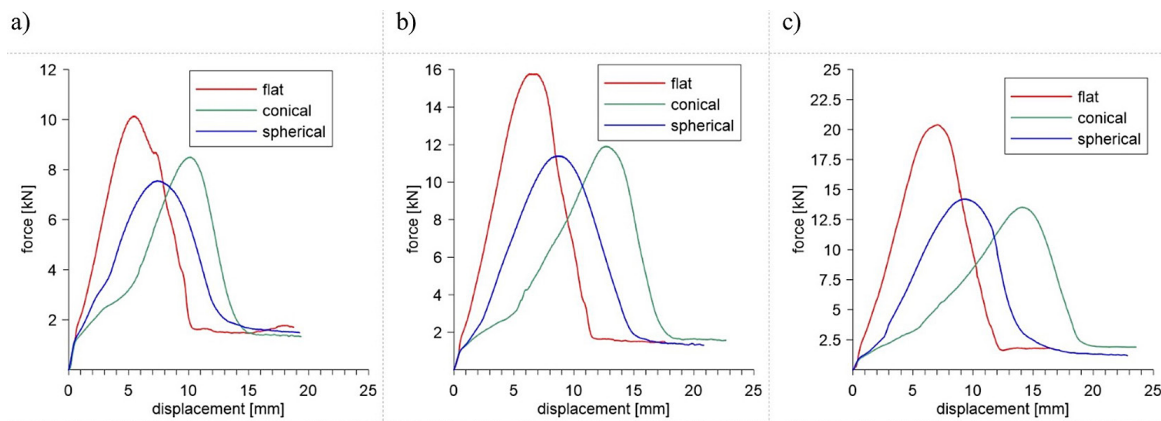 a)
12
10
8
6
4
2
0
force [kN]
flat
conical
spherical
0 5 10 15 20 25
displacement [mm]
b)
16
14
12
10
8
6
4
2
0
force [kN]
flat
conical
spherical
0 5 10 15 20 25
displacement [mm]
c)
25
22.5
20
17.5
15
12.5
10
7.5
5
2.5
0
force [kN]
flat
conical
spherical
0 5 10 15 20 25
displacement [mm]